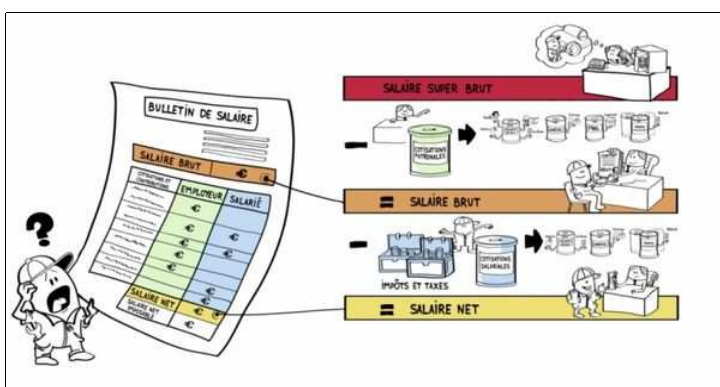 BULLETIN DE SALAIRE
SALAIRE BRUT €
COTISATIONS ET
CONTRIBUTIONS
EMPLOYEUR
SALARIÉ
€
€
€
€
€
€
€
€
€
SALAIRE NET €
SALAIRE NET
IMPOSABLE
€
?
SALAIRE SUPER BRUT
-
COTISATIONS
PATRONALES
= SALAIRE BRUT
-
IMPÔTS ET TAXES
COTISATIONS
SALARIALES
= SALAIRE NET